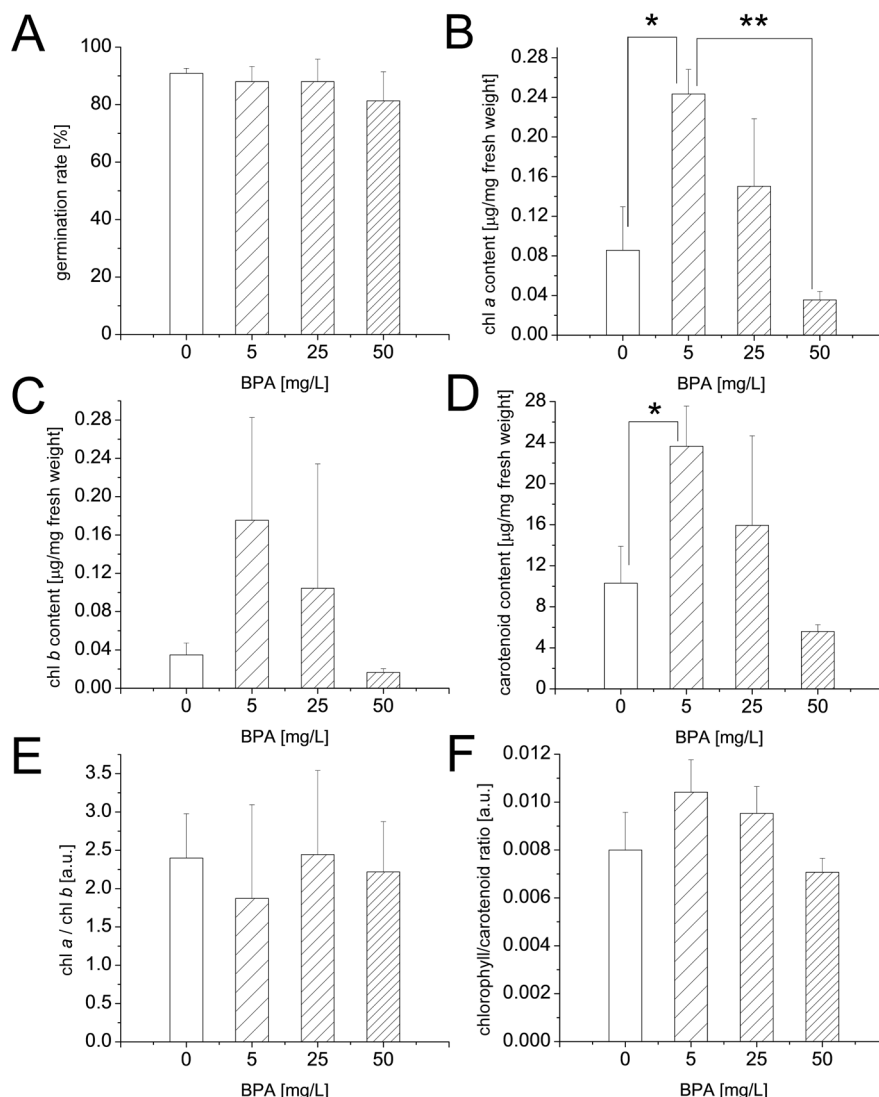 A
germination rate [%]
100
80
60
40
20
0
0 5 25 50
BPA [mg/L]
B
* **
chl a content [µg/mg fresh weight]
0.28
0.24
0.20
0.16
0.12
0.08
0.04
0.00
0 5 25 50
BPA [mg/L]
C
chl b content [µg/mg fresh weight]
0.28
0.24
0.20
0.16
0.12
0.08
0.04
0.00
0 5 25 50
BPA [mg/L]
D
*
carotenoid content [µg/mg fresh weight]
28
24
20
16
12
8
4
0
0 5 25 50
BPA [mg/L]
E
chl a / chl b [a.u.]
3.5
3.0
2.5
2.0
1.5
1.0
0.5
0.0
0 5 25 50
BPA [mg/L]
F
chlorophyll/carotenoid ratio [a.u.]
0.012
0.010
0.008
0.006
0.004
0.002
0.000
0 5 25 50
BPA [mg/L]